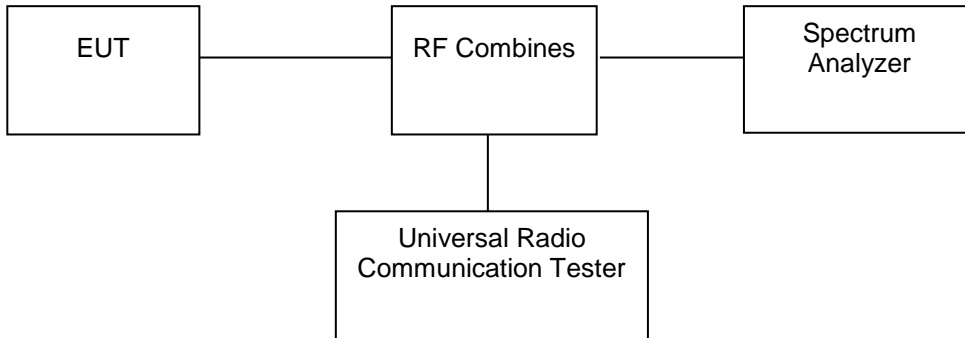 EUT
RF Combines
Spectrum
Analyzer
Universal Radio
Communication Tester